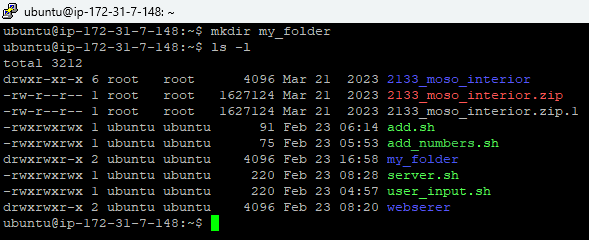 ubuntu@ip-172-31-7-148: ~
ubuntu@ip-172-31-7-148:~$ mkdir my_folder
ubuntu@ip-172-31-7-148:~$ ls -l
total 3212
drwxr-xr-x 6 root   root      4096 Mar 21  2023 2133_moso_interior
-rw-r--r-- 1 root   root   1627124 Mar 21  2023 2133_moso_interior.zip
-rw-r--r-- 1 root   root   1627124 Mar 21  2023 2133_moso_interior.zip.1
-rwxrwxrwx 1 ubuntu ubuntu      91 Feb 23 06:14 add.sh
-rwxrwxrwx 1 ubuntu ubuntu      75 Feb 23 05:53 add_numbers.sh
drwxrwxr-x 2 ubuntu ubuntu    4096 Feb 23 16:58 my_folder
-rwxrwxrwx 1 ubuntu ubuntu     220 Feb 23 08:28 server.sh
-rwxrwxrwx 1 ubuntu ubuntu     220 Feb 23 04:57 user_input.sh
drwxrwxr-x 2 ubuntu ubuntu    4096 Feb 23 08:20 webserer
ubuntu@ip-172-31-7-148:~$